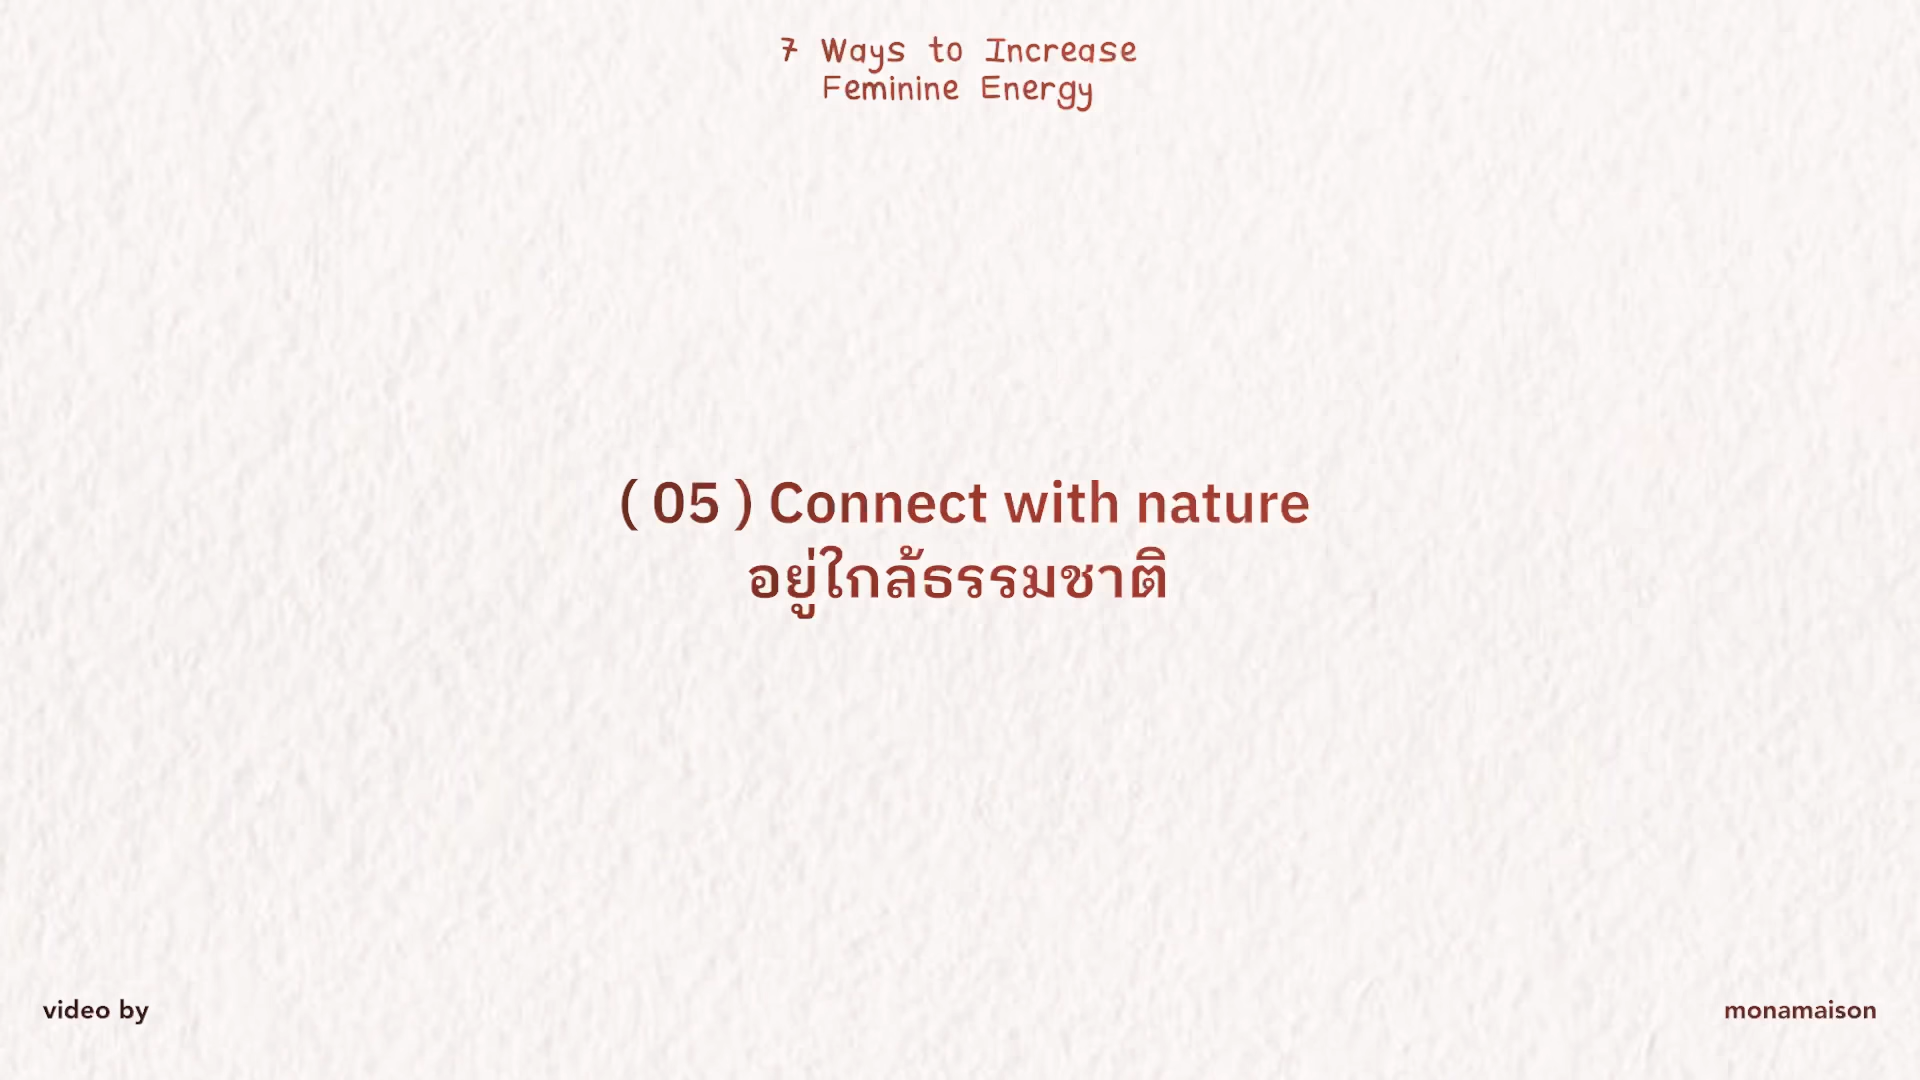 7 Ways to Increase
Feminine Energy
( 05 ) Connect with nature
อยู่ใกล้ธรรมชาติ
video by
monamaison